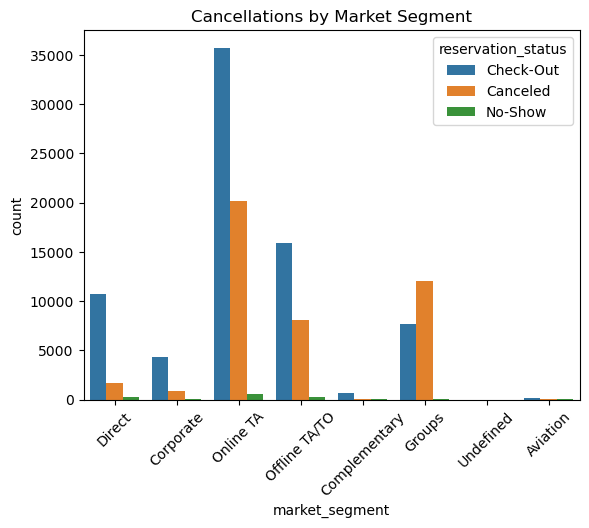 Cancellations by Market Segment
reservation_status
Check-Out
Canceled
No-Show
count
35000
30000
25000
20000
15000
10000
5000
0
Direct
Corporate
Online TA
Offline TA/TO
Complementary
Groups
Undefined
Aviation
market_segment